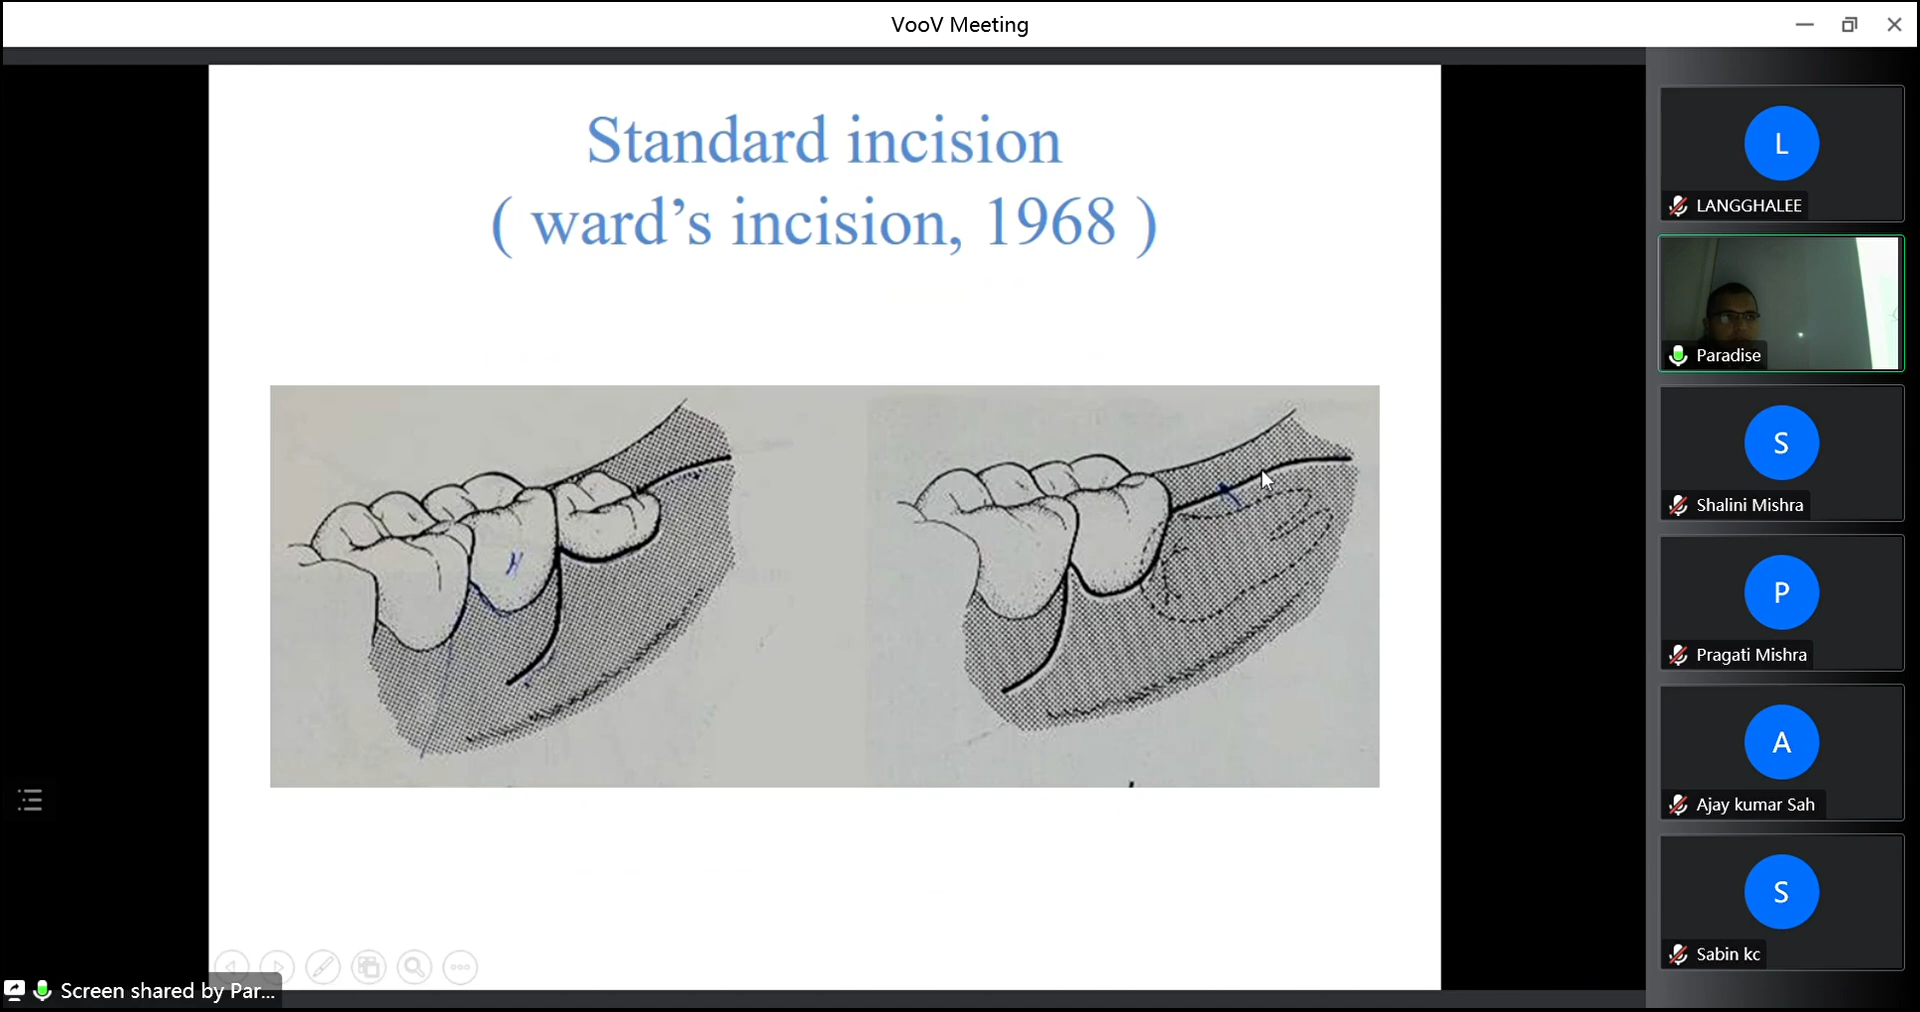 VooV Meeting
Standard incision
( ward’s incision, 1968 )
L
LANGGHALEE
Paradise
S
Shalini Mishra
P
Pragati Mishra
A
Ajay kumar Sah
S
Sabin kc
Screen shared by Par...